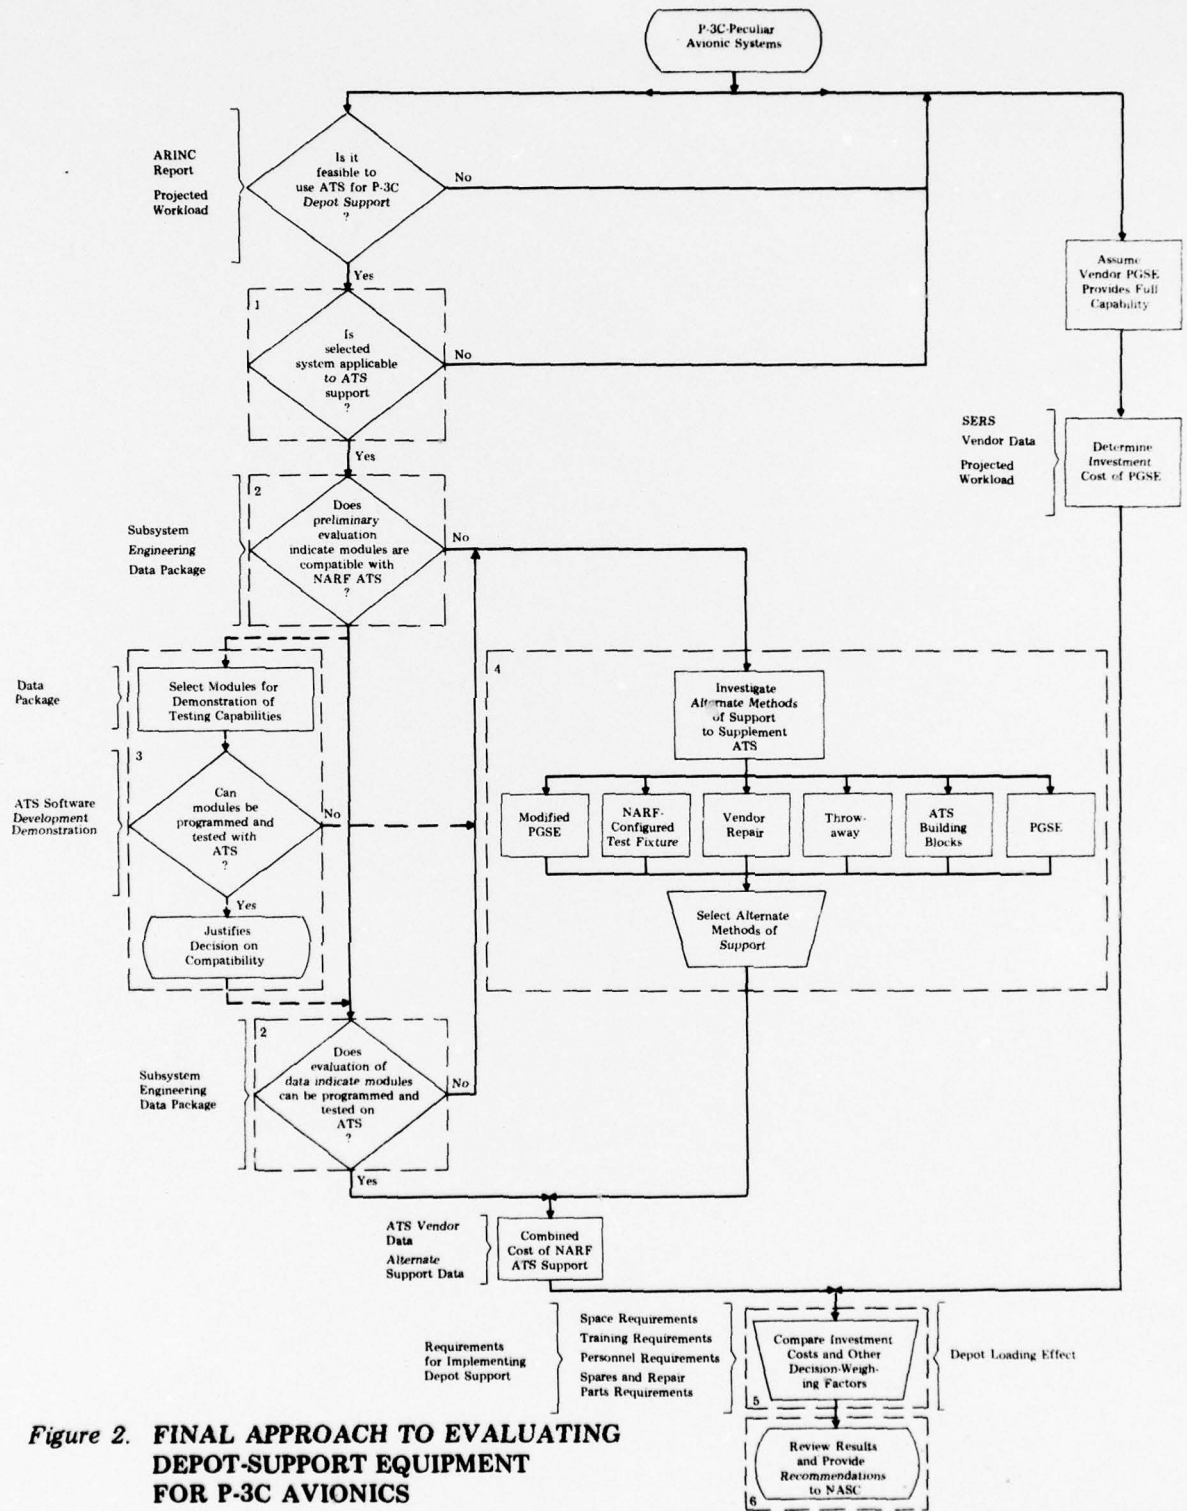 P-3C-Peculiar
Avionic Systems
ARINC
Report
Projected
Workload
Is it
feasible to
use ATS for P-3C
Depot Support
?
No
Yes
Assume
Vendor PGSE
Provides Full
Capability
1
Is
selected
system applicable
to ATS
support
?
No
Yes
SERS
Vendor Data
Projected
Workload
Determine
Investment
Cost of PGSE
Subsystem
Engineering
Data Package
2
Does
preliminary
evaluation
indicate modules are
compatible with
NARF ATS
?
No
Data
Package
Select Modules for
Demonstration of
Testing Capabilities
4
Investigate
Alternate Methods
of Support
to Supplement
ATS
ATS Software
Development
Demonstration
3
Can
modules be
programmed and
tested with
ATS
?
No
Yes
Modified
PGSE
NARF-
Configured
Test Fixture
Vendor
Repair
Throw-
away
ATS
Building
Blocks
PGSE
Justifies
Decision on
Compatibility
Select Alternate
Methods of
Support
Subsystem
Engineering
Data Package
2
Does
evaluation of
data indicate modules
can be programmed and
tested on
ATS
?
No
Yes
ATS Vendor
Data
Alternate
Support Data
Combined
Cost of NARF
ATS Support
Requirements
for Implementing
Depot Support
Space Requirements
Training Requirements
Personnel Requirements
Spares and Repair
Parts Requirements
Compare Investment
Costs and Other
Decision-Weigh-
ing Factors
5
Depot Loading Effect
Review Results
and Provide
Recommendations
to NASC
6
Figure 2. FINAL APPROACH TO EVALUATING
DEPOT-SUPPORT EQUIPMENT
FOR P-3C AVIONICS